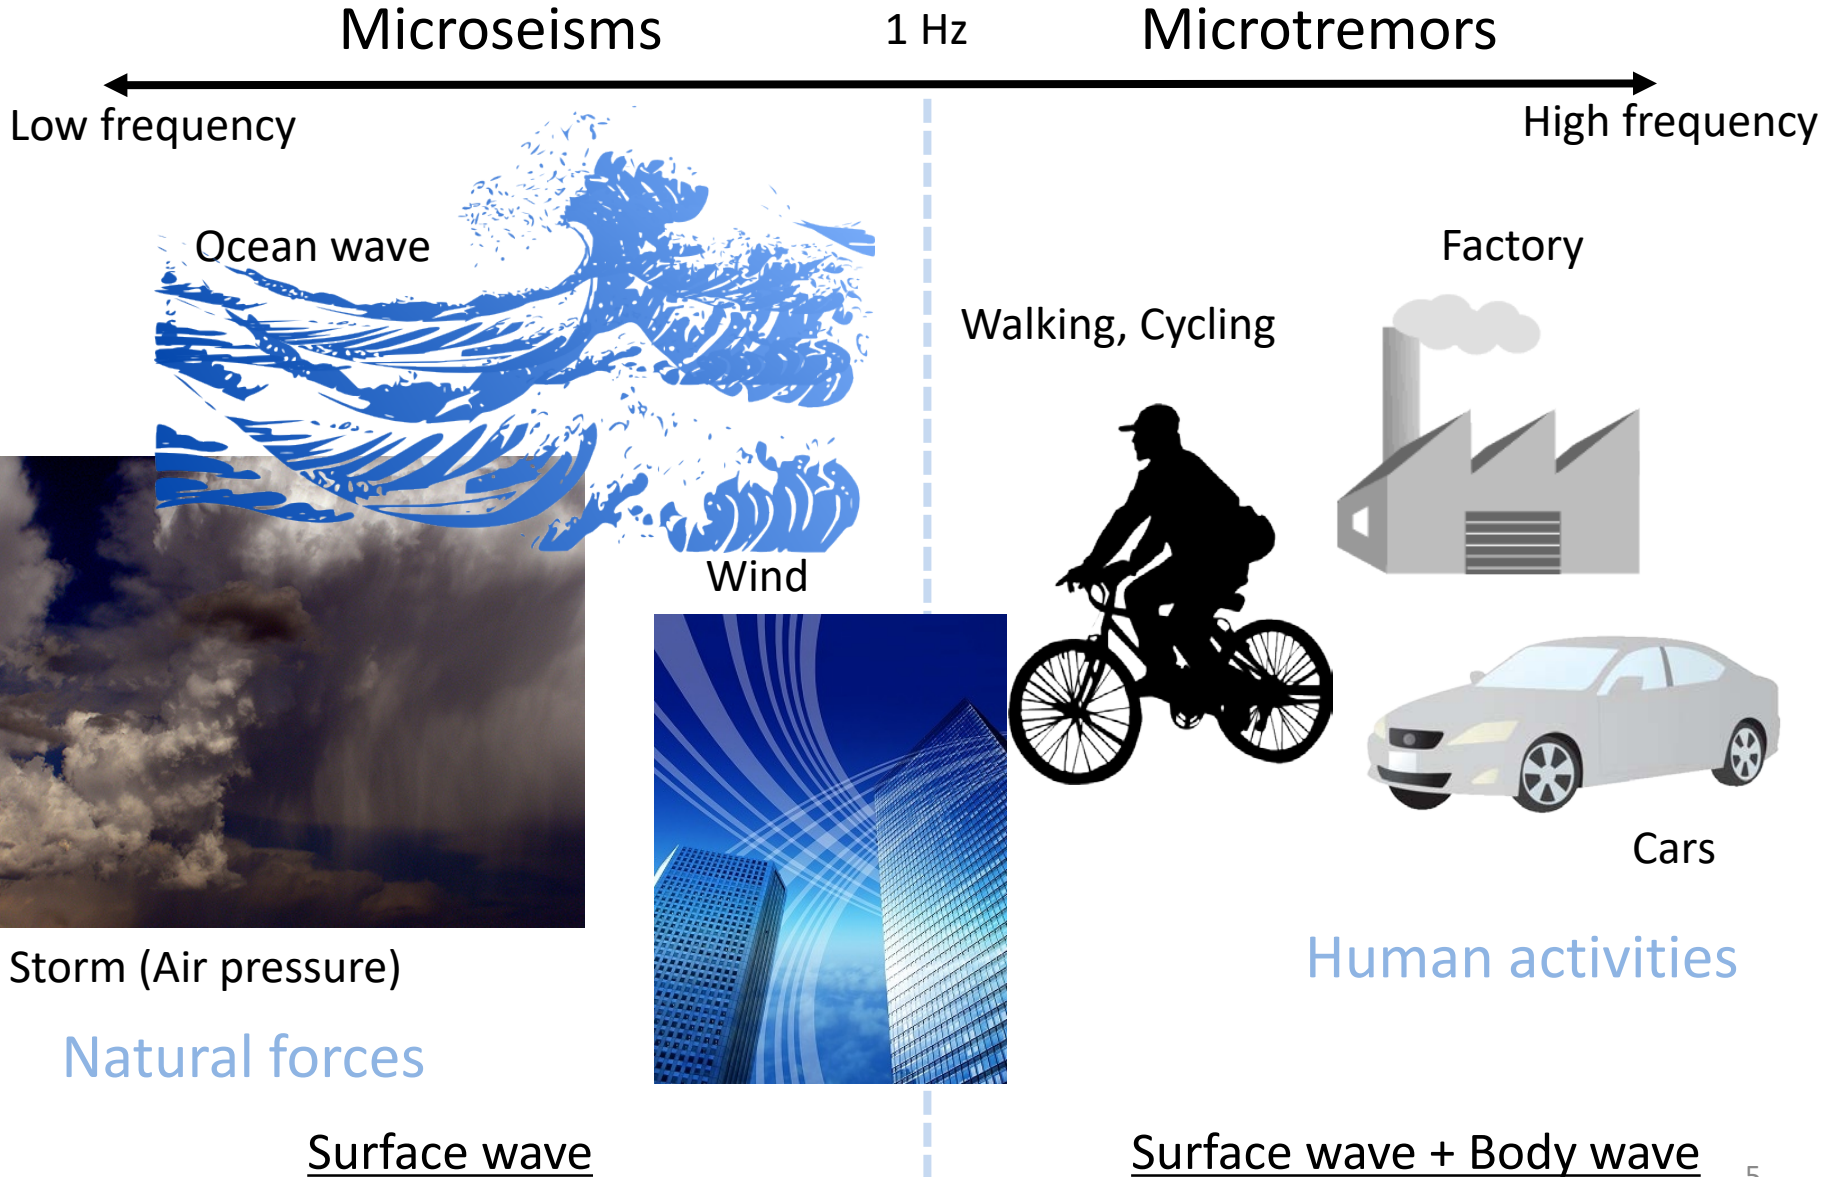 Microseisms
1 Hz
Microtremors
Low frequency
High frequency
Ocean wave
Factory
Walking, Cycling
Wind
Cars
Storm (Air pressure)
Human activities
Natural forces
Surface wave
Surface wave + Body wave
5